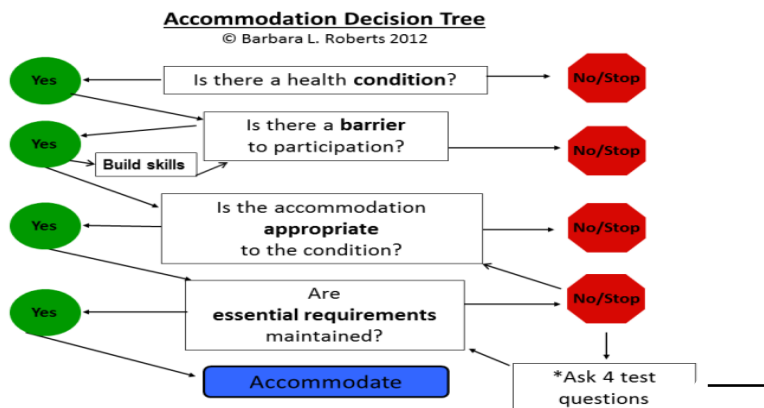 Accommodation Decision Tree
© Barbara L. Roberts 2012
Yes
Is there a health condition?
No/Stop
Yes
Is there a barrier
to participation?
No/Stop
Build skills
Yes
Is the accommodation
appropriate
to the condition?
No/Stop
Yes
Are
essential requirements
maintained?
No/Stop
Accommodate
*Ask 4 test
questions